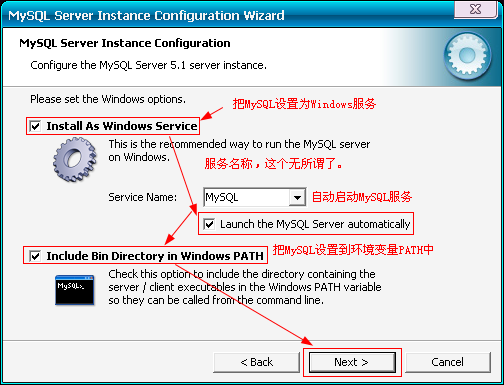 MySQL Server Instance Configuration Wizard
MySQL Server Instance Configuration
Configure the MySQL Server 5.1 server instance.
Please set the Windows options.
把MySQL设置为Windows服务
Install As Windows Service
This is the recommended way to run the MySQL server
on Windows.
服务名称，这个无所谓了。
Service Name:
MySQL
自动启动MySQL服务
Launch the MySQL Server automatically
把MySQL设置到环境变量PATH中
Include Bin Directory in Windows PATH
Check this option to include the directory containing the
server / client executables in the Windows PATH variable
so they can be called from the command line.
MySQL>_
< Back
Next >
Cancel